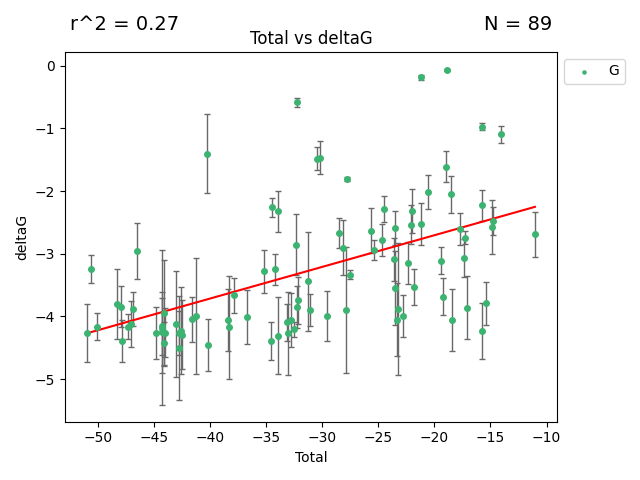 r^2 = 0.27 N = 89
Total vs deltaG
G
0
−1
−2
−3
−4
−5
deltaG
−50 −45 −40 −35 −30 −25 −20 −15 −10
Total